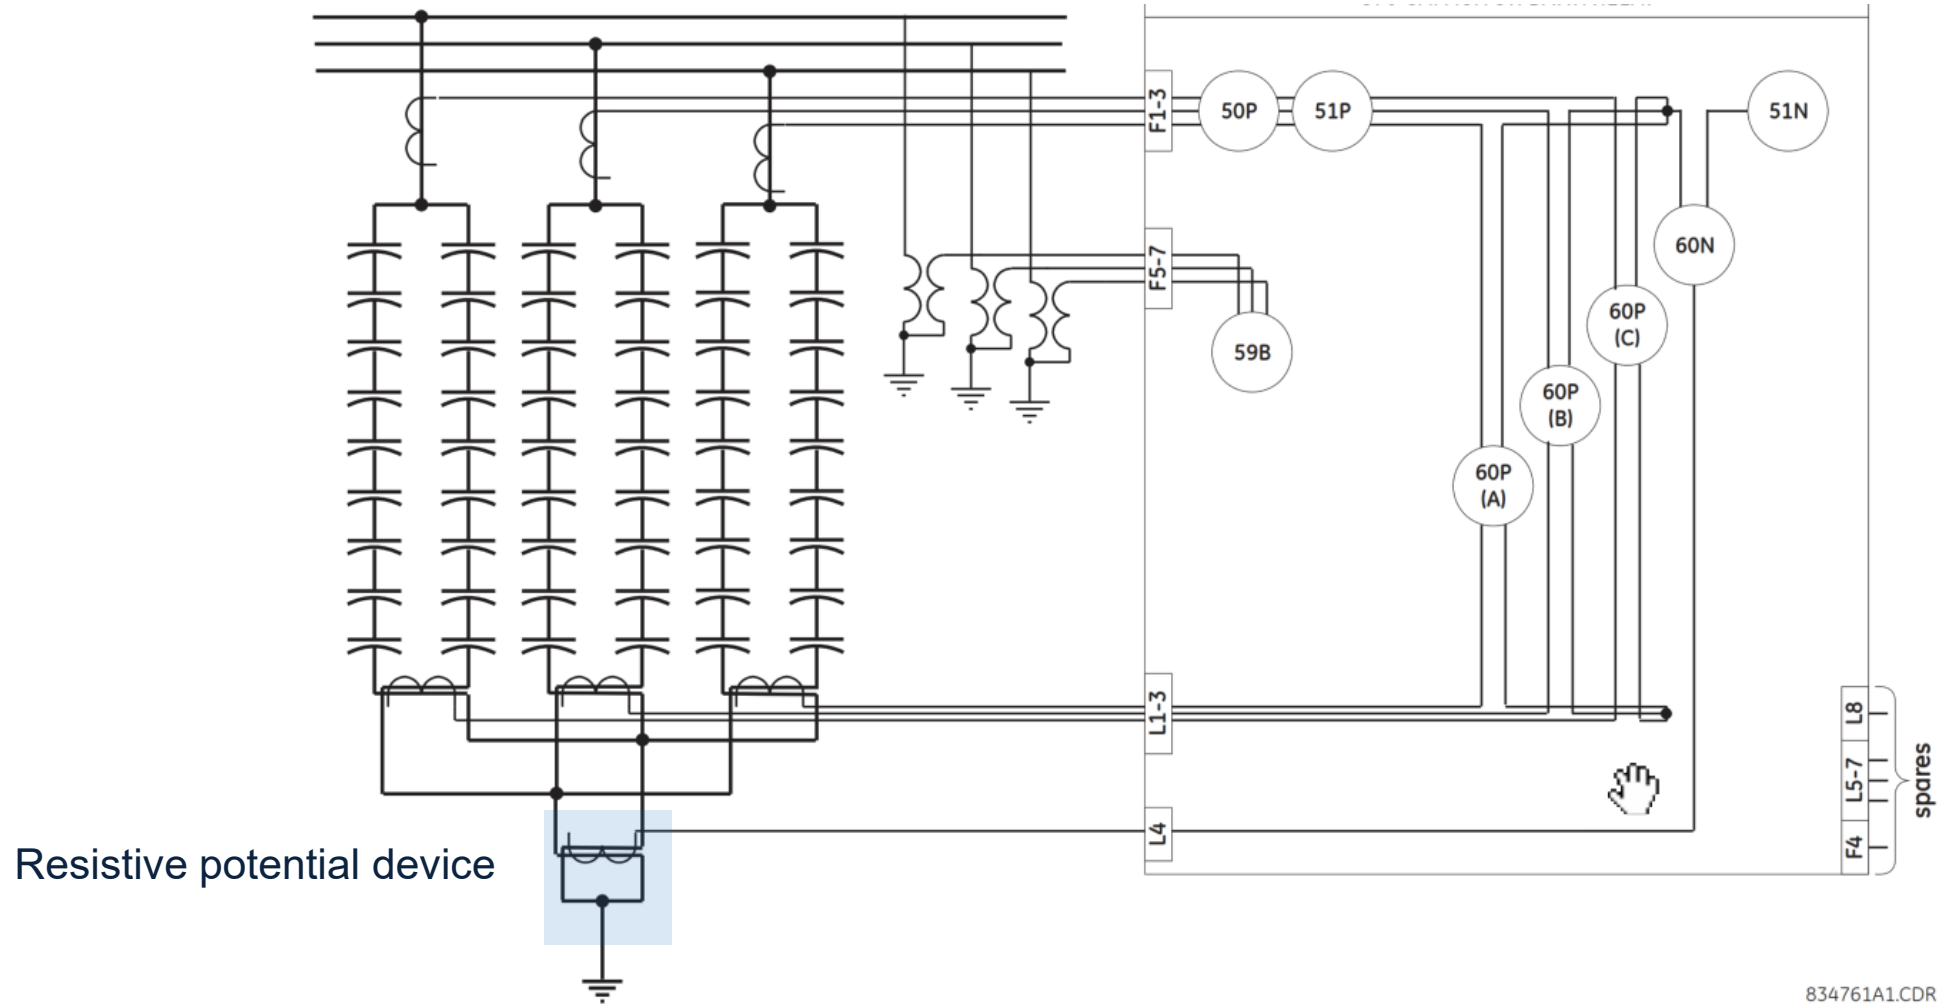 F1-3
50P
51P
51N
60N
F5-7
59B
60P
(C)
60P
(B)
60P
(A)
L1-3
L8
L5-7
spares
L4
F4
Resistive potential device
834761A1.CDR